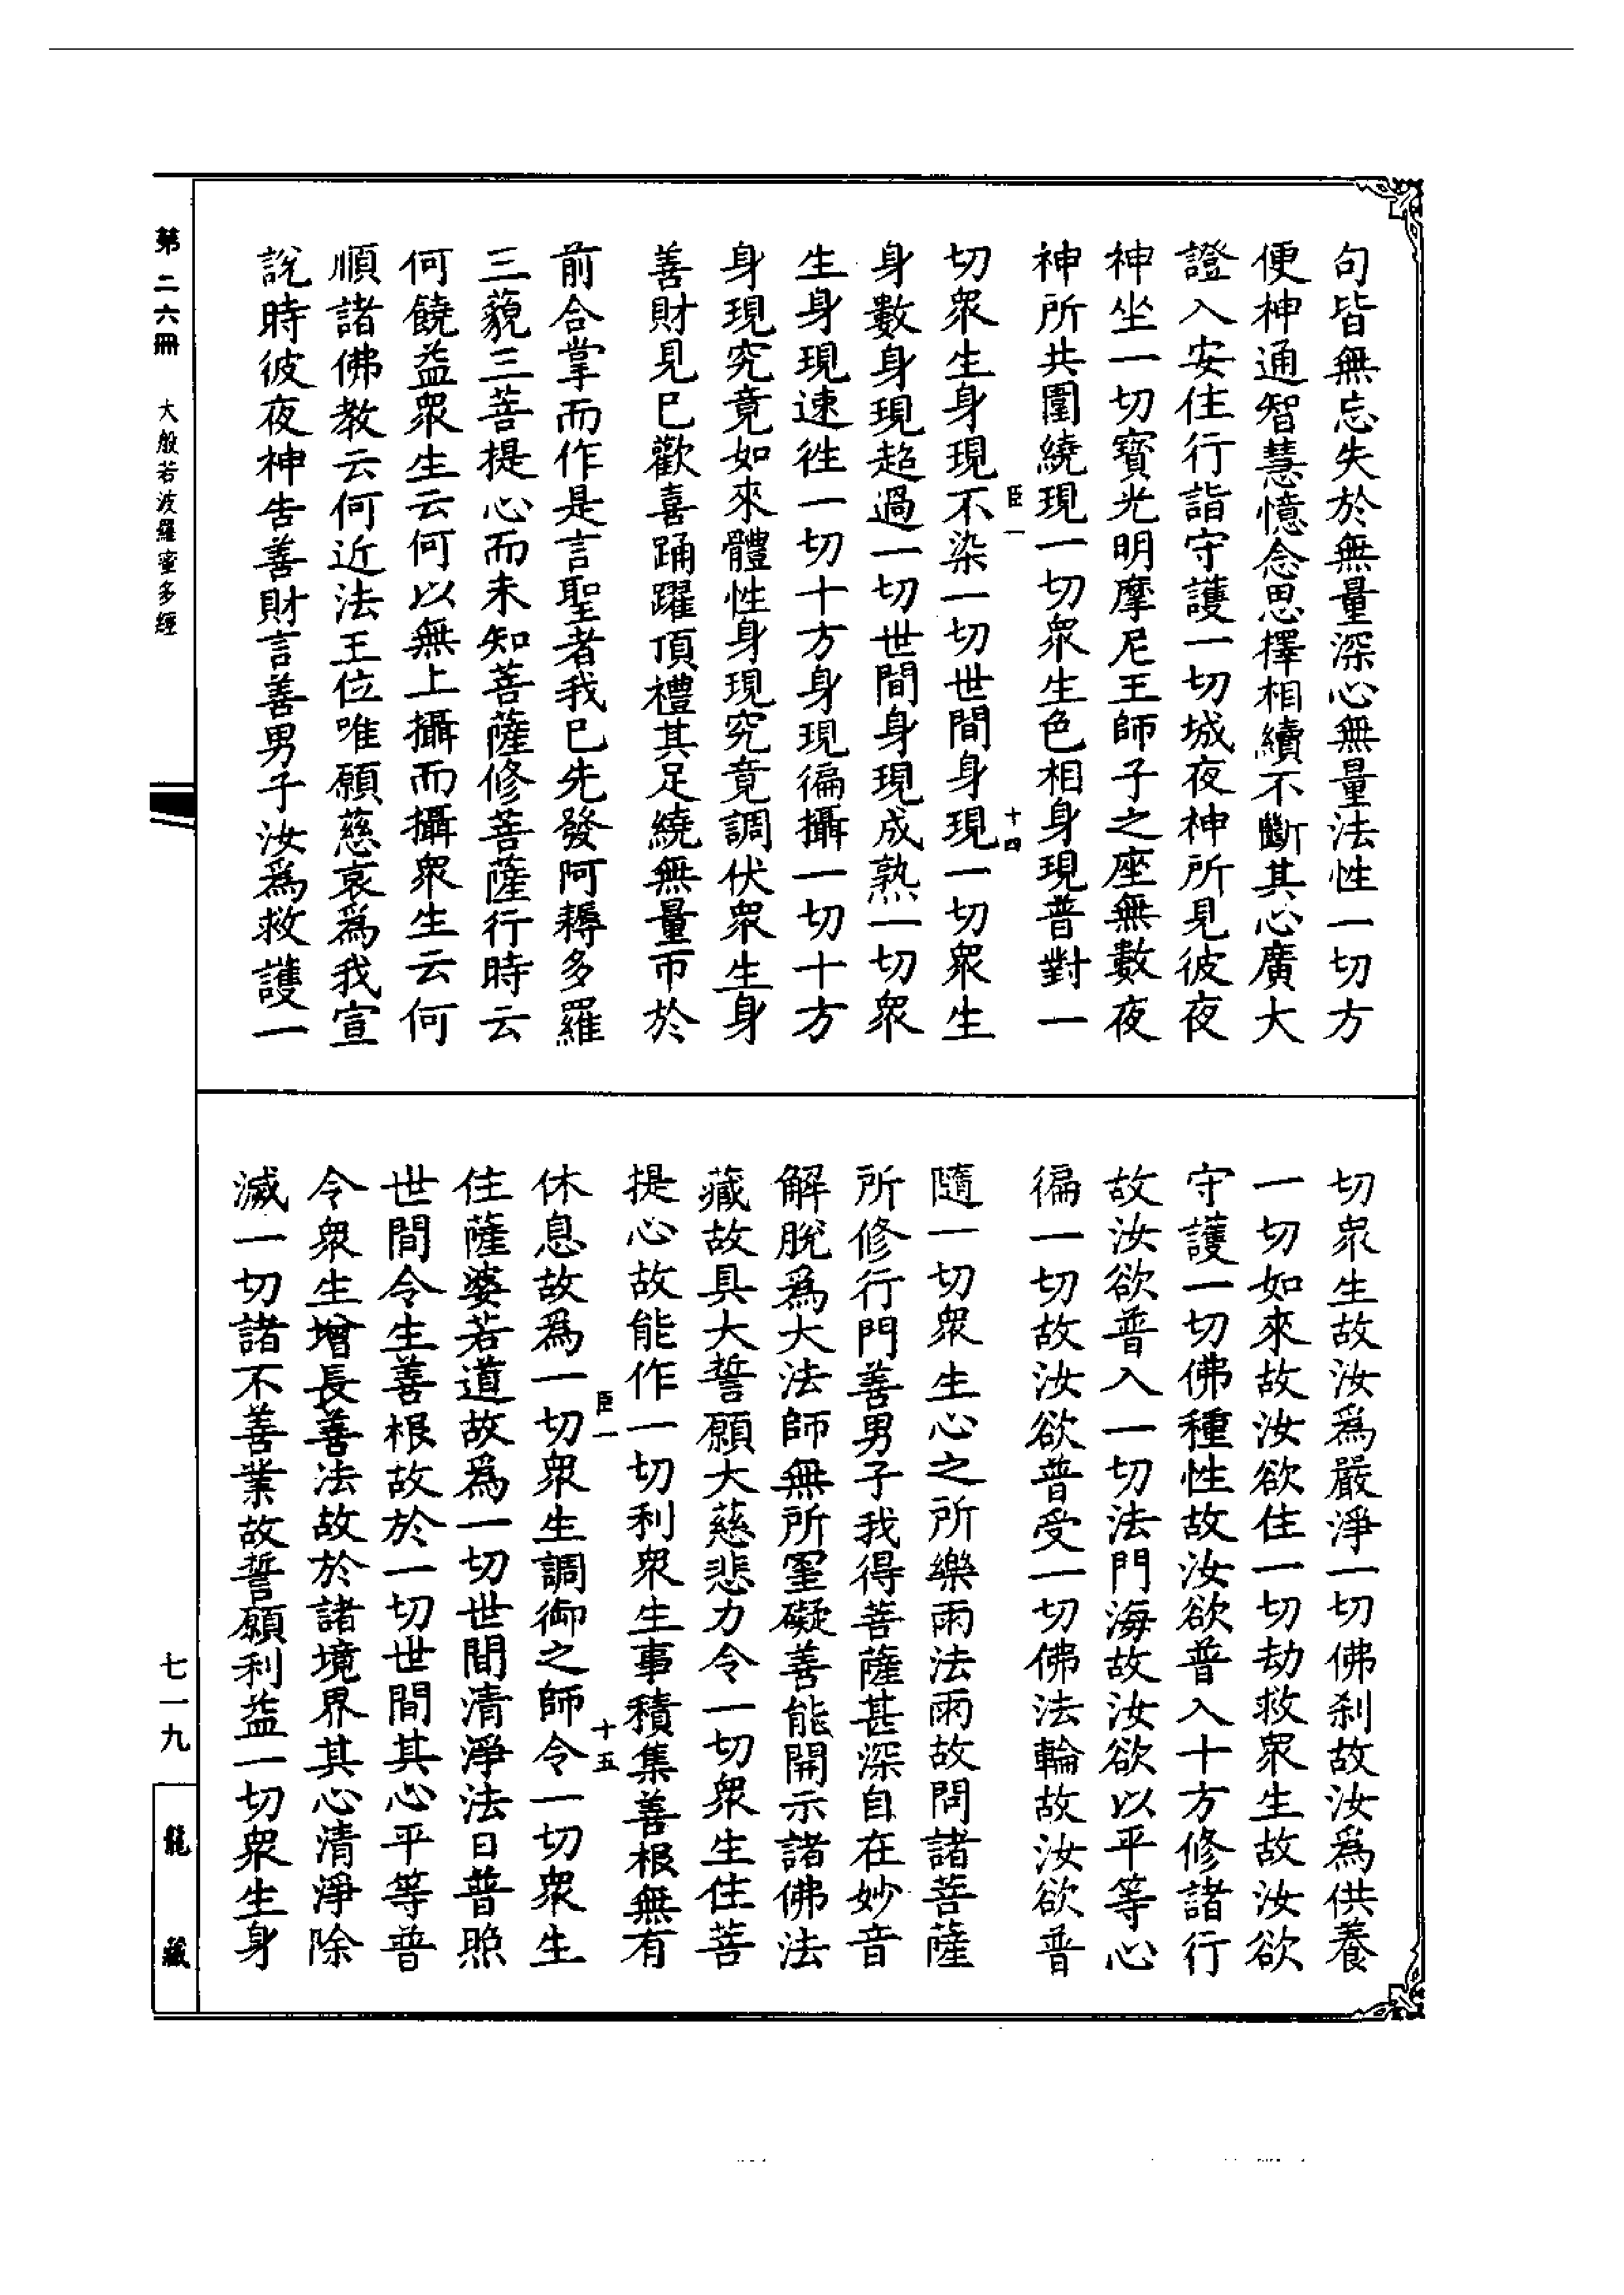 句皆無忘失於無量深心無量法性一切方
便神通智慧憶念思擇相續不斷其心廣大
證入安住行詣守護一切城夜神所見彼夜
神坐一切寶光明摩尼王師子之座無數夜
神所共圍繞現一切衆生色相身現普對一
臣一
十四
切衆生身現不染一切世間身現一切衆生
身數身現超過一切世間身現成熟一切衆
生身現速徃一切十方身現徧攝一切十方
身現究竟如來體性身現究竟調伏衆生身
善財見巳歡喜踊躍頂禮其足繞無量帀於
前合掌而作是言聖者我巳先發阿耨多羅
三藐三菩提心而未知菩薩修菩薩行時云
何饒益衆生云何以無上攝而攝衆生云何
順諸佛教云何近法王位唯願慈哀爲我宣
說時彼夜神告善財言善男子汝爲救護一
切衆生故汝爲嚴淨一切佛刹故汝爲供養
一切如來故汝欲住一切劫救衆生故汝欲
守護一切佛種性故汝欲普入十方修諸行
故汝欲普入一切法門海故汝欲以平等心
徧一切故汝欲普受一切佛法輪故汝欲普
隨一切衆生心之所樂雨法雨故問諸菩薩
所修行門善男子我得菩薩甚深自在妙音
解脫爲大法師無所罣礙善能開示諸佛法
藏故具大誓願大慈悲力令一切衆生住菩
提心故能作一切利衆生事積集善根無有
臣一
十五
休息故爲一切衆生調御之師令一切衆生
住薩婆若道故爲一切世間清淨法日普照
世間令生善根故於一切世間其心平等普
令衆生增長善法故於諸境界其心清淨除
滅一切諸不善業故誓願利益一切衆生身
第二六冊 大般若波羅蜜多經
七一九
龍藏